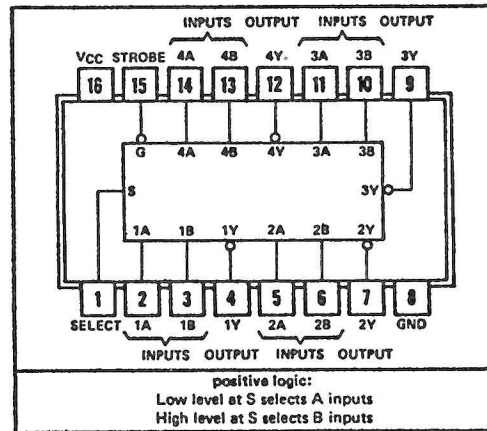 INPUTS OUTPUT INPUTS OUTPUT
VCC STROBE 4A 4B 4Y 3A 3B 3Y
16 15 14 13 12 11 10 9
G 4A 4B 4Y 3A 3B
S 3Y
1A 1B 1Y 2A 2B 2Y
1 2 3 4 5 6 7 8
SELECT 1A 1B 1Y 2A 2B 2Y GND
INPUTS OUTPUT INPUTS OUTPUT
positive logic:
Low level at S selects A inputs
High level at S selects B inputs